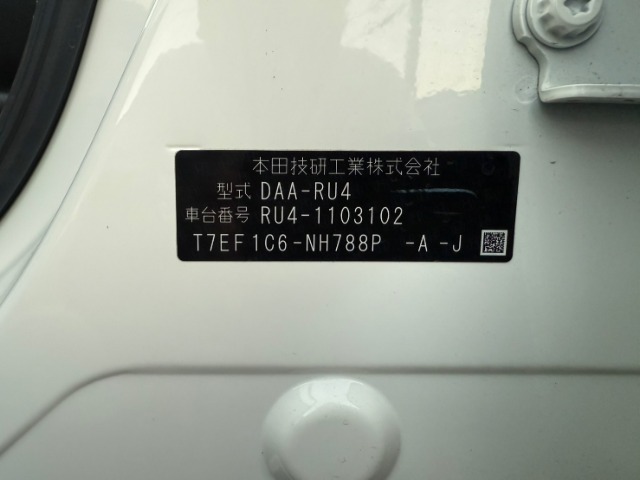 本田技研工業株式会社
型式 DAA-RU4
車台番号 RU4-1103102
T7EF1C6-NH788P -A -J